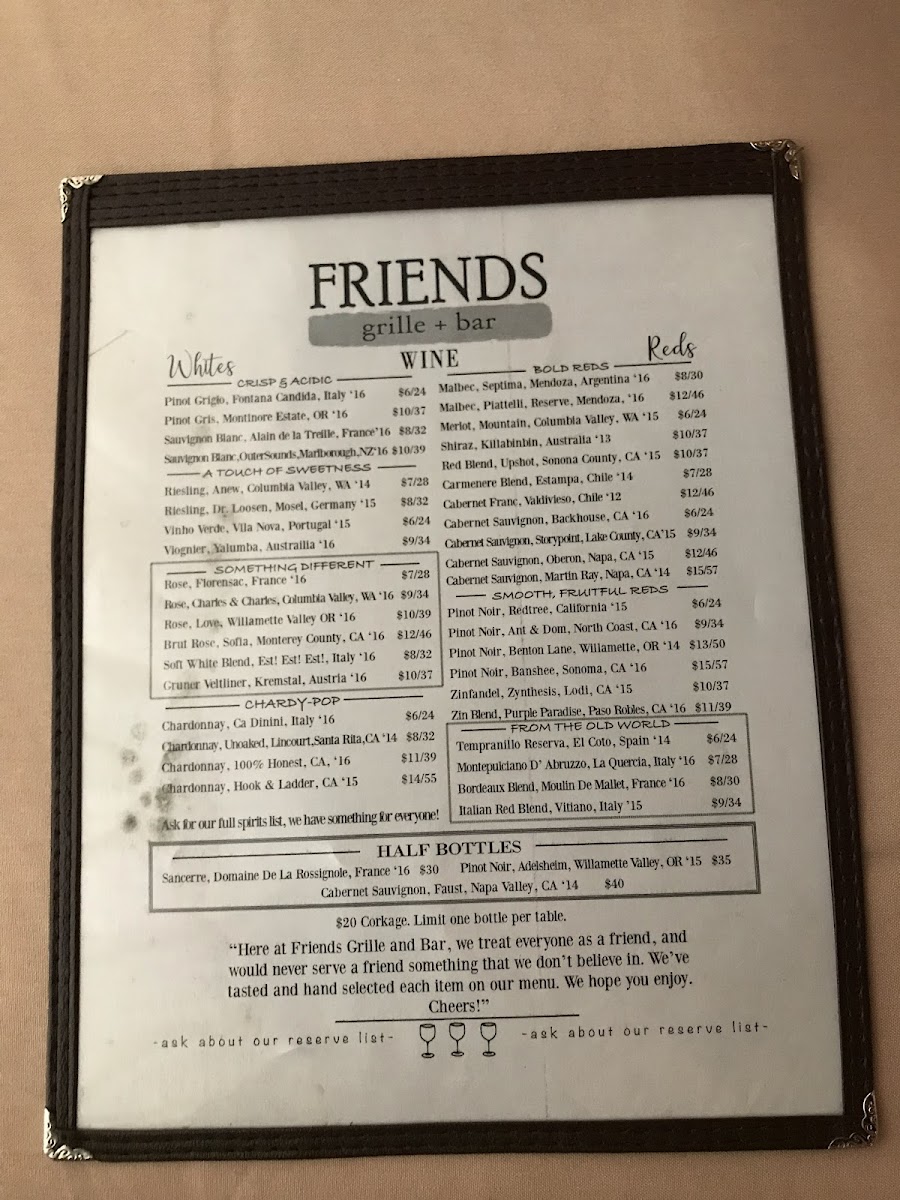 FRIENDS
grille + bar
WINE
Whites
CRISP & ACIDIC
Pinot Grigio, Fontana Candida, Italy '16 $6/24
Pinot Gris, Montinore Estate, OR '16 $10/37
Sauvignon Blanc, Alain de la Treille, France'16 $8/32
Sauvignon Blanc,OuterSounds,Marlborough,NZ'16 $10/39
A TOUCH OF SWEETNESS
Riesling, Anew, Columbia Valley, WA '14 $7/28
Riesling, Dr. Loosen, Mosel, Germany '15 $8/32
Vinho Verde, Vila Nova, Portugal '15 $6/24
Viognier, Yalumba, Austrailia '16 $9/34
SOMETHING DIFFERENT
Rose, Florensac, France '16 $7/28
Rose, Charles & Charles, Columbia Valley, WA '16 $9/34
Rose, Love, Willamette Valley OR '16 $10/39
Brut Rose, Sofia, Monterey County, CA '16 $12/46
Soft White Blend, Est! Est! Est!, Italy '16 $8/32
Gruner Veltliner, Kremstal, Austria '16 $10/37
CHARDY-POP
Chardonnay, Ca Dinini, Italy '16 $6/24
Chardonnay, Unoaked, Lincourt,Santa Rita,CA '14 $8/32
Chardonnay, 100% Honest, CA, '16 $11/39
Chardonnay, Hook & Ladder, CA '15 $14/55
Ask for our full spirits list, we have something for everyone!
Reds
BOLD REDS
Malbec, Septima, Mendoza, Argentina '16 $8/30
Malbec, Piattelli, Reserve, Mendoza, '16 $12/46
Merlot, Mountain, Columbia Valley, WA '15 $6/24
Shiraz, Killabinbin, Australia '13 $10/37
Red Blend, Upshot, Sonona County, CA '15 $10/37
Carmenere Blend, Estampa, Chile '14 $7/28
Cabernet Franc, Valdivieso, Chile '12 $12/46
Cabernet Sauvignon, Backhouse, CA '16 $6/24
Cabernet Sauvignon, Storypoint, Lake County, CA'15 $9/34
Cabernet Sauvignon, Oberon, Napa, CA '15 $12/46
Cabernet Sauvignon, Martin Ray, Napa, CA '14 $15/57
SMOOTH, FRUITFUL REDS
Pinot Noir, Redtree, California '15 $6/24
Pinot Noir, Ant & Dom, North Coast, CA '16 $9/34
Pinot Noir, Benton Lane, Willamette, OR '14 $13/50
Pinot Noir, Banshee, Sonoma, CA '16 $15/57
Zinfandel, Zynthesis, Lodi, CA '15 $10/37
Zin Blend, Purple Paradise, Paso Robles, CA '16 $11/39
FROM THE OLD WORLD
Tempranillo Reserva, El Coto, Spain '14 $6/24
Montepulciano D' Abruzzo, La Quercia, Italy '16 $7/28
Bordeaux Blend, Moulin De Mallet, France '16 $8/30
Italian Red Blend, Vitiano, Italy '15 $9/34
HALF BOTTLES
Sancerre, Domaine De La Rossignole, France '16 $30 Pinot Noir, Adelsheim, Willamette Valley, OR '15 $35
Cabernet Sauvignon, Faust, Napa Valley, CA '14 $40
$20 Corkage. Limit one bottle per table.
"Here at Friends Grille and Bar, we treat everyone as a friend, and
would never serve a friend something that we don't believe in. We've
tasted and hand selected each item on our menu. We hope you enjoy.
Cheers!"
-ask about our reserve list- -ask about our reserve list-